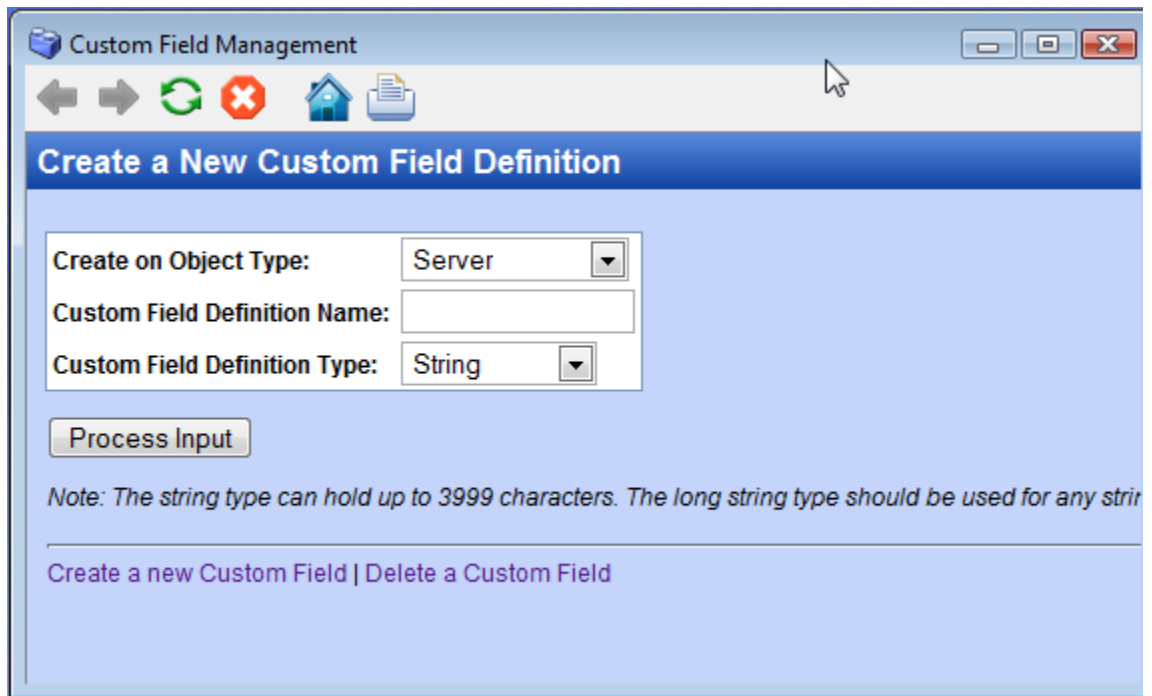 Custom Field Management
Create a New Custom Field Definition
Create on Object Type: Server
Custom Field Definition Name:
Custom Field Definition Type: String
Process Input
Note: The string type can hold up to 3999 characters. The long string type should be used for any
Create a new Custom Field | Delete a Custom Field